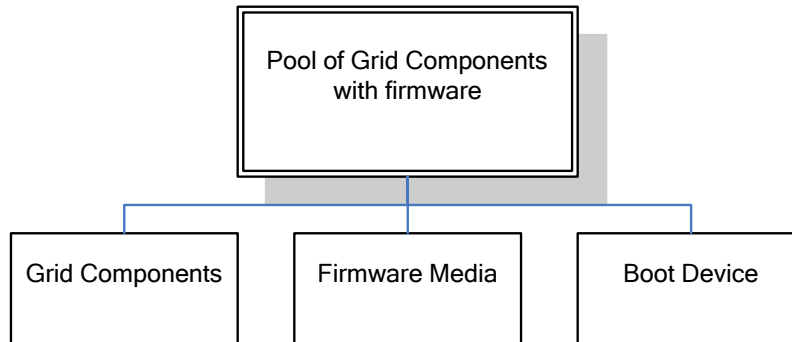 Pool of Grid Components
with firmware
Grid Components
Firmware Media
Boot Device